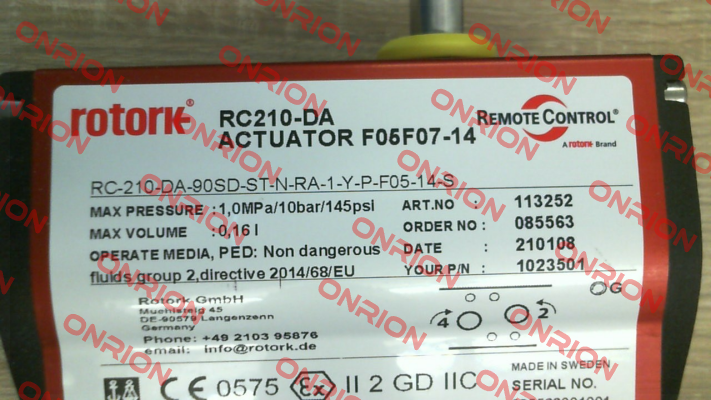 rotork
RC210-DA
ACTUATOR F05F07-14
REMOTE CONTROL®
A rotork Brand
RC-210-DA-90SD-ST-N-RA-1-Y-P-F05-14-S
MAX PRESSURE :1,0MPa/10bar/145psi
MAX VOLUME :0,16 l
OPERATE MEDIA, PED: Non dangerous
fluids group 2,directive 2014/68/EU
ART.NO : 113252
ORDER NO : 085563
DATE : 210108
YOUR P/N : 1023501
Rotork GmbH
Muehlsteig 45
DE-90579 Langenzenn
Germany
Phone: +49 2103 95876
email: info@rotork.de
G
4
2
CE 0575 Ex II 2 GD IIC
MADE IN SWEDEN
SERIAL NO.
ONRION